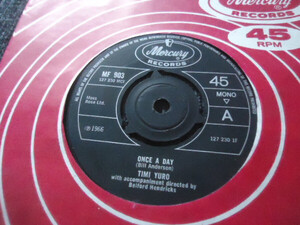 Mercury
RECORDS
45
RPM
Mercury
RECORDS
MF 903
45
MONO
A
℗1966
ONCE A DAY
(Bill Anderson)
TIMI YURO
with accompaniment directed by
Belford Hendricks